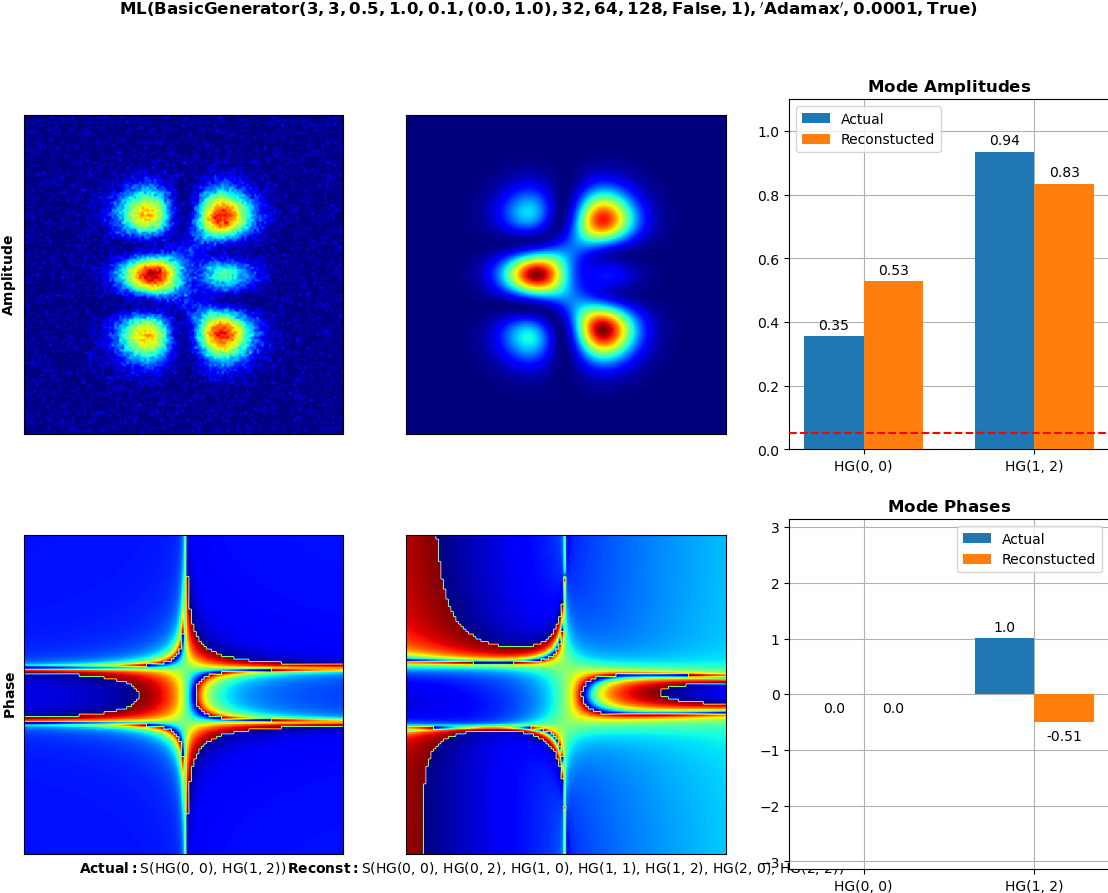 ML(BasicGenerator(3, 3, 0.5, 1.0, 0.1, (0.0, 1.0), 32, 64, 128, False, 1), ′Adamax′, 0.0001, True)
Mode Amplitudes
Actual
Reconstucted
1.0
0.8
0.6
0.4
0.2
0.0
0.94
0.83
0.53
0.35
HG(0, 0) HG(1, 2)
Amplitude
Mode Phases
Actual
Reconstucted
3
2
1
0
−1
−2
−3
1.0
0.0 0.0
-0.51
HG(0, 0) HG(1, 2)
Phase
Actual: S(HG(0, 0), HG(1, 2)) Reconst: S(HG(0, 0), HG(0, 2), HG(1, 0), HG(1, 1), HG(1, 2), HG(2, 0), HG(2, 2))